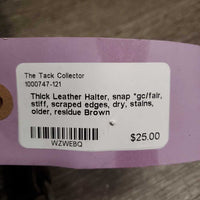 The Tack Collector
1000747-121
Thick Leather Halter, snap *gc/fair,
stiff, scraped edges, dry, stains,
older, residue Brown
WZWEBQ
$25.00